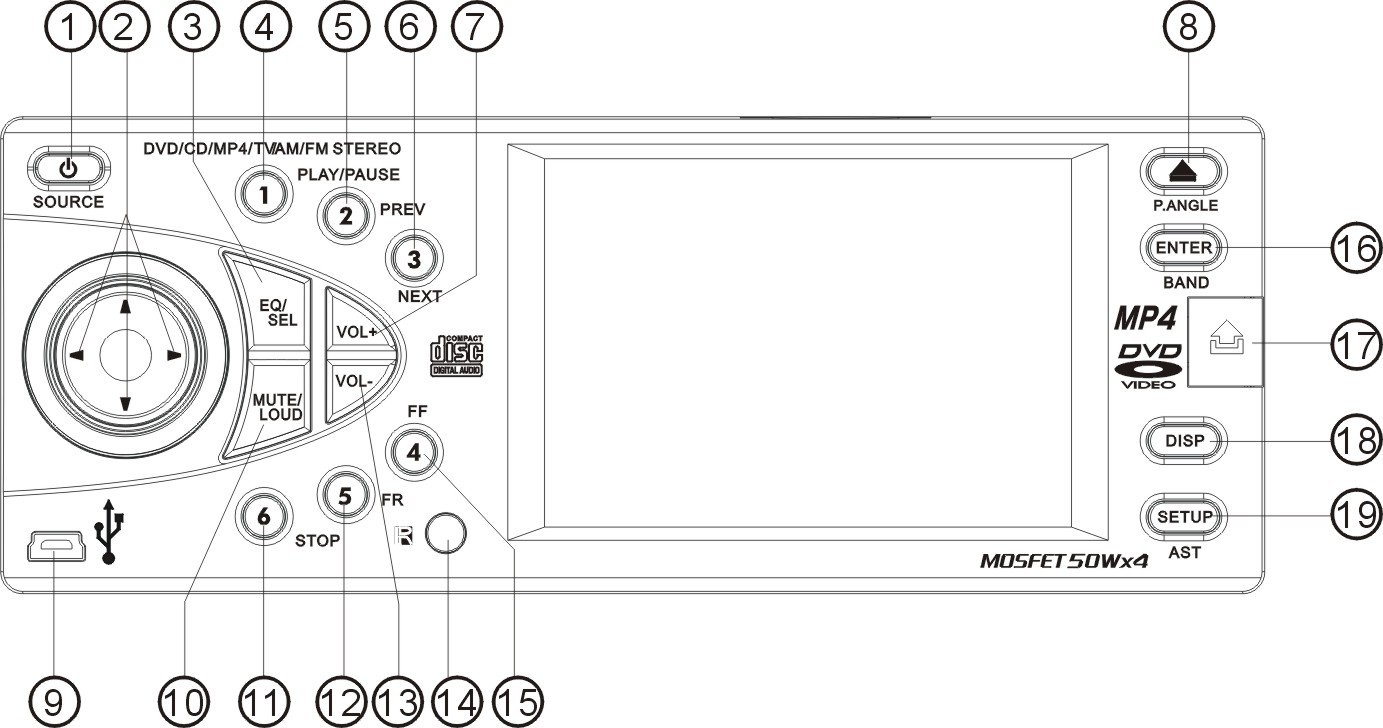 1 2 3 4 5 6 7 8
DVD/CD/MP4/TV/AM/FM STEREO
SOURCE
1
PLAY/PAUSE
2
PREV
3
NEXT
P.ANGLE
ENTER
16
BAND
EQ/
SEL
VOL+
COMPACT
disc
DIGITAL AUDIO
MP4
17
DVD
VIDEO
VOL-
MUTE/
LOUD
FF
4
DISP
18
5
FR
6
STOP
R
SETUP
19
AST
MOSFET 50Wx4
9 10 11 12 13 14 15